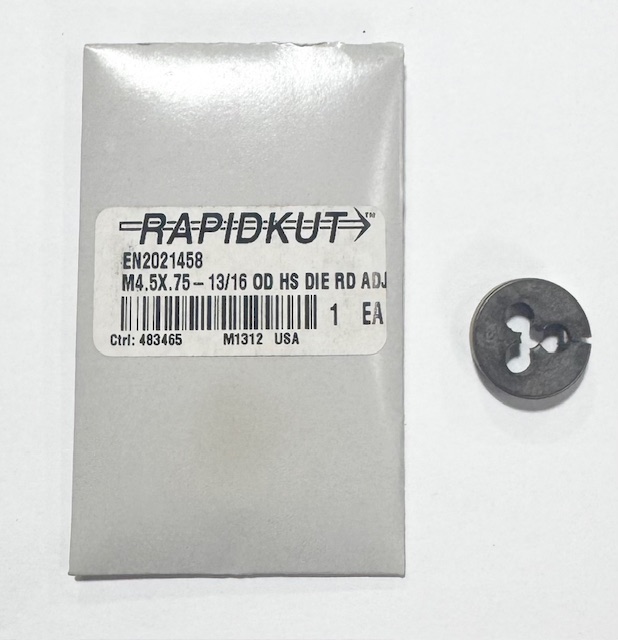 RAPIDKUT™
EN2021458
M4.5X.75 – 13/16 OD HS DIE RD ADJ
1 EA
Ctrl: 483465 M1312 USA